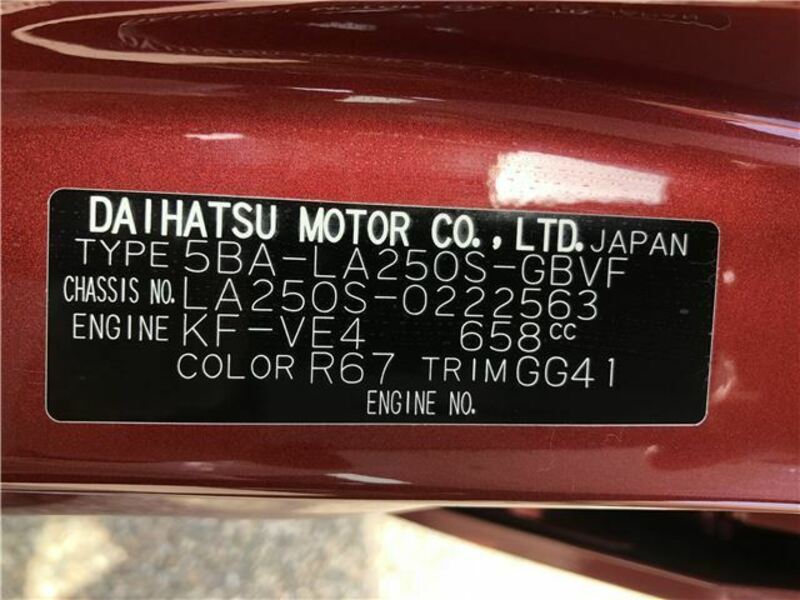 DAIHATSU MOTOR CO., LTD. JAPAN
TYPE 5BA-LA250S-GBVF
CHASSIS NO. LA250S-0222563
ENGINE KF-VE4 658cc
COLOR R67 TRIM GG41
ENGINE NO.